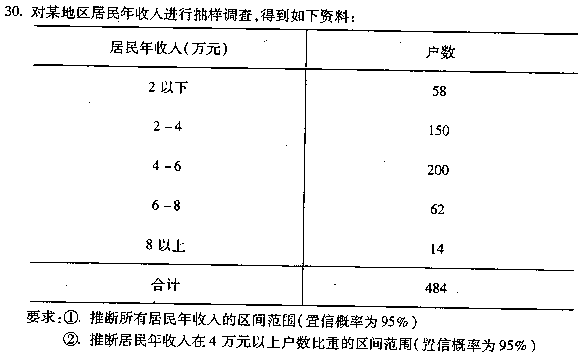 30. 对某地区居民年收入进行抽样调查,得到如下资料:
居民年收入(万元) 户数
2以下 58
2-4 150
4-6 200
6-8 62
8以上 14
合计 484
要求:①. 推断所有居民年收入的区间范围(置信概率为95%)
②. 推断居民年收入在4万元以上户数比重的区间范围(置信概率为95%)